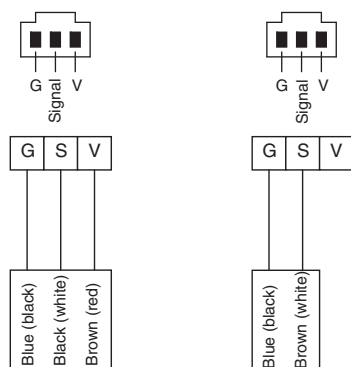 G Signal V
G Signal V
G S V
G S V
Blue (black)
Black (white)
Brown (red)
Blue (black)
Brown (white)